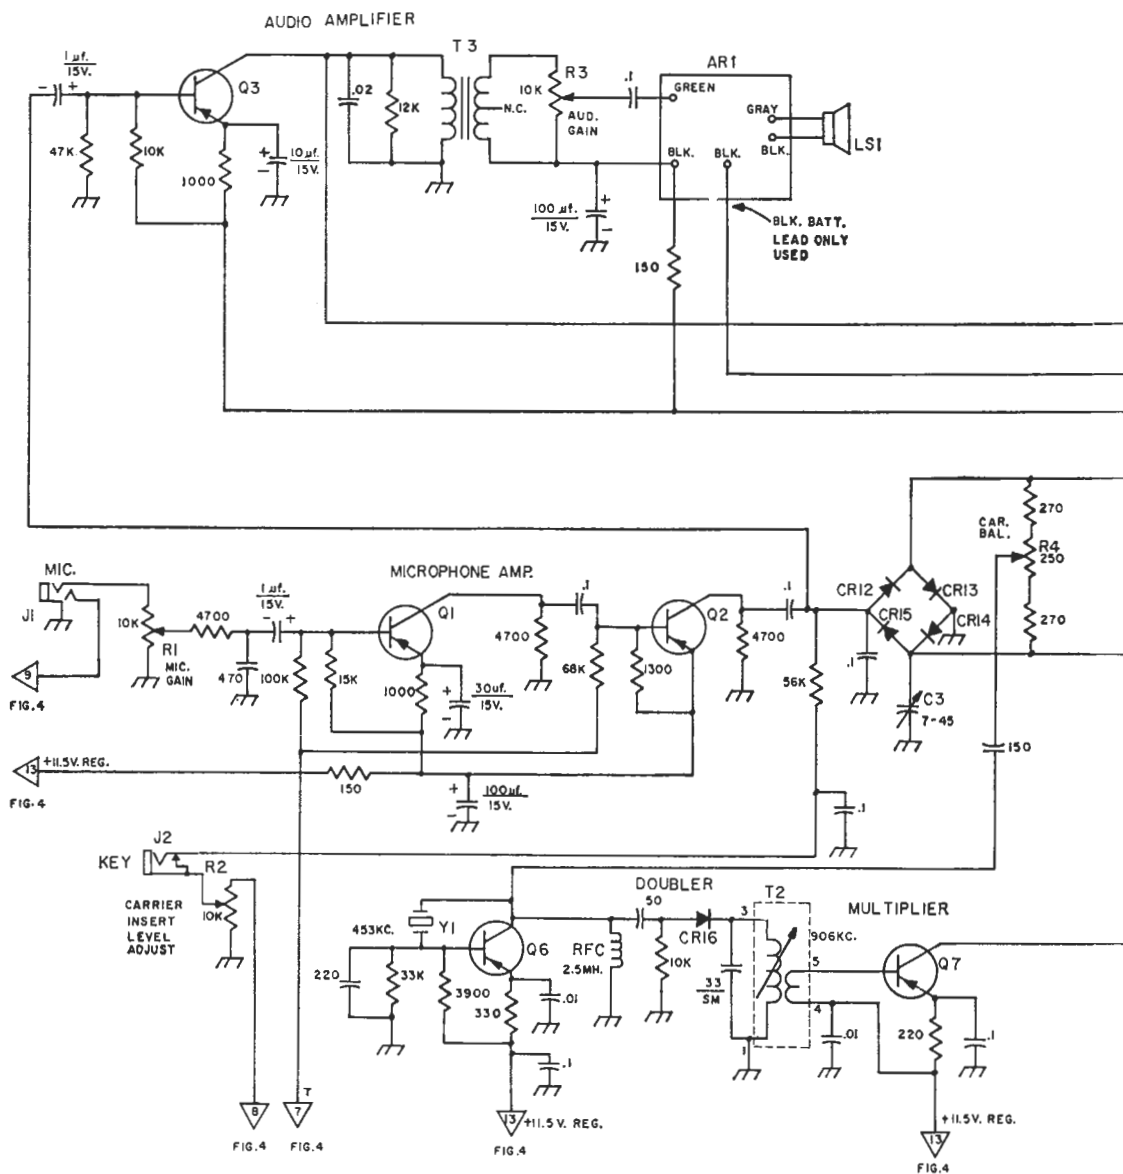 AUDIO AMPLIFIER
1µf.
15V.
- +
Q3
47K
10K
1000
+
-
10µf.
15V.
.02
12K
T3
N.C.
R3
10K
AUD.
GAIN
.1
AR1
GREEN
GRAY
BLK.
BLK.
BLK.
LS1
100µf.
15V.
+
-
150
BLK. BATT.
LEAD ONLY
USED
MIC.
J1
9
FIG.4
10K
R1
MIC.
GAIN
4700
470
1µf.
15V.
- +
100K
15K
MICROPHONE AMP.
Q1
1000
+
-
30uf.
15V.
4700
.1
68K
1300
Q2
4700
.1
56K
.1
CR12
CR13
CR15
CR14
C3
7-45
CAR.
BAL.
270
R4
250
270
150
13
+11.5V. REG.
FIG.4
150
+
-
100uf.
15V.
.1
J2
KEY
R2
10K
CARRIER
INSERT
LEVEL
ADJUST
8
FIG.4
T
7
FIG.4
453KC.
Y1
220
33K
3900
Q6
330
.01
.1
13
+11.5V. REG.
FIG.4
DOUBLER
50
RFC
2.5MH.
10K
CR16
33
SM
T2
3
1
906KC.
5
4
MULTIPLIER
Q7
.01
220
.1
+11.5V. REG.
13
FIG.4